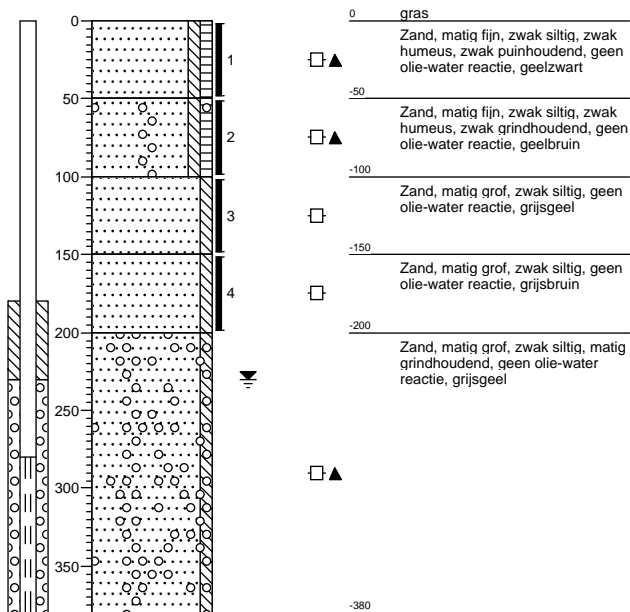 0
50
100
150
200
250
300
350
1
2
3
4
0 gras
Zand, matig fijn, zwak siltig, zwak
humeus, zwak puinhoudend, geen
olie-water reactie, geelzwart
-50
Zand, matig fijn, zwak siltig, zwak
humeus, zwak grindhoudend, geen
olie-water reactie, geelbruin
-100
Zand, matig grof, zwak siltig, geen
olie-water reactie, grijsgeel
-150
Zand, matig grof, zwak siltig, geen
olie-water reactie, grijsbruin
-200
Zand, matig grof, zwak siltig, matig
grindhoudend, geen olie-water
reactie, grijsgeel
-380